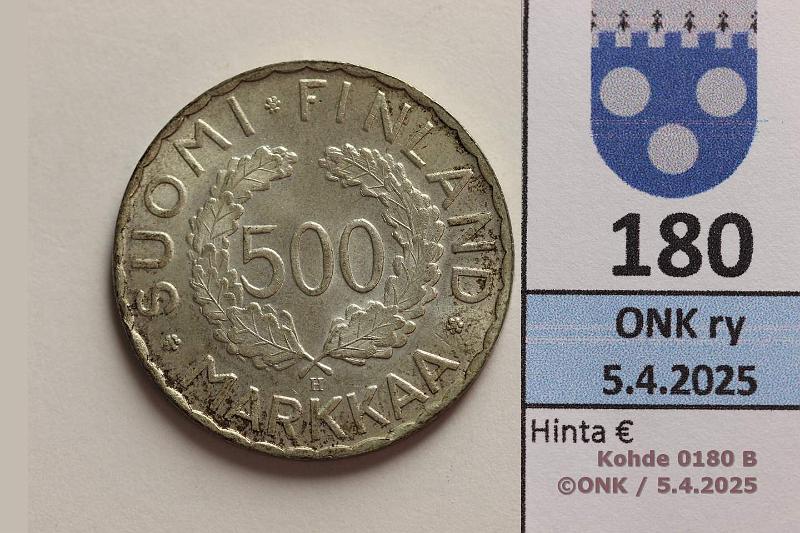 SUOMI * FINLAND *
500
H
MARKKAA *
180
ONK ry
5.4.2025
Hinta €
Kohde 0180 B
©ONK / 5.4.2025